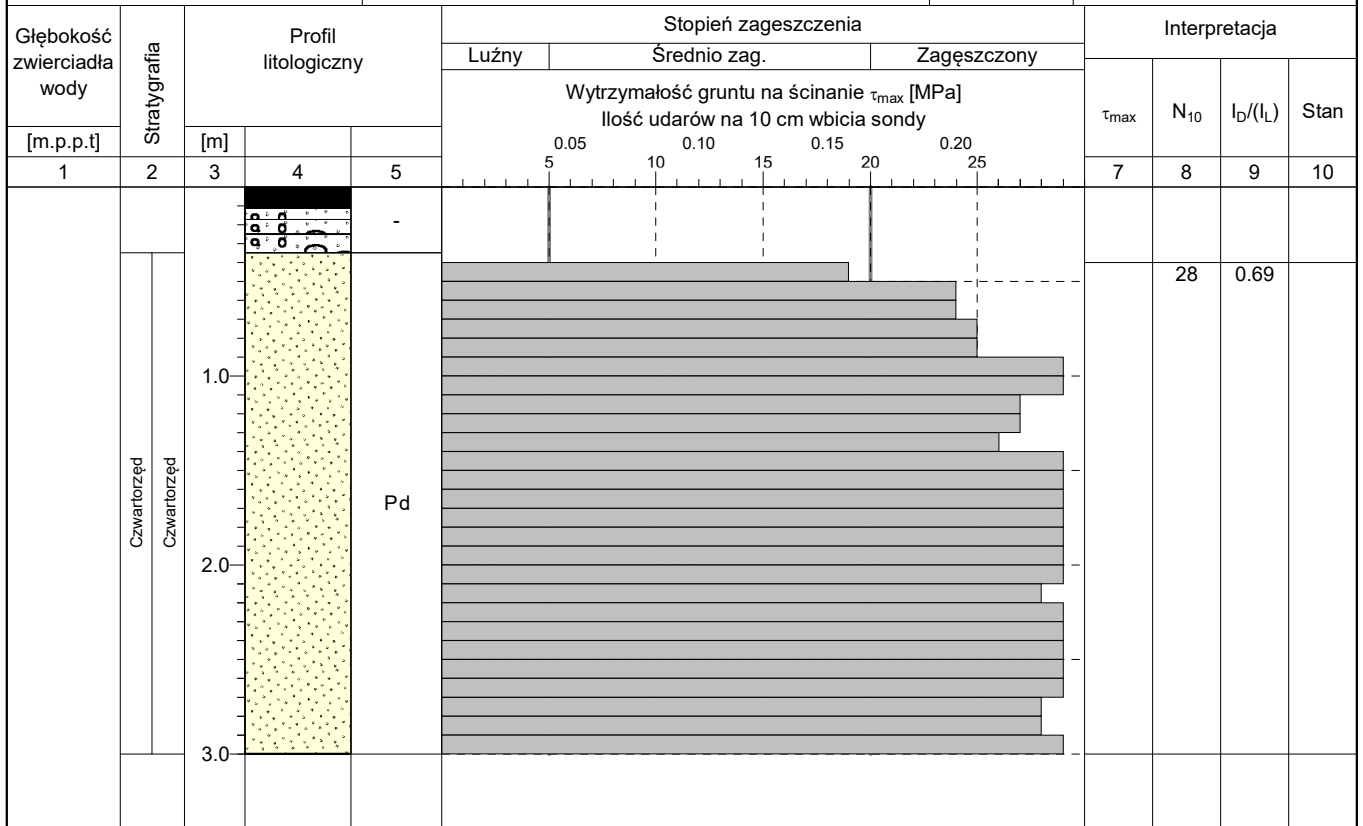 Głębokość
zwierciadła
wody
[m.p.p.t]
Stratygrafia
Profil
litologiczny
[m]
Stopień zagęszczenia
Luźny Średnio zag. Zagęszczony
Wytrzymałość gruntu na ścinanie τmax [MPa]
Ilość udarów na 10 cm wbicia sondy
0.05 0.10 0.15 0.20
5 10 15 20 25
Interpretacja
τmax N10 ID/(IL) Stan
1 2 3 4 5 7 8 9 10
-
28 0.69
1.0
Czwartorzęd
Czwartorzęd
Pd
2.0
3.0